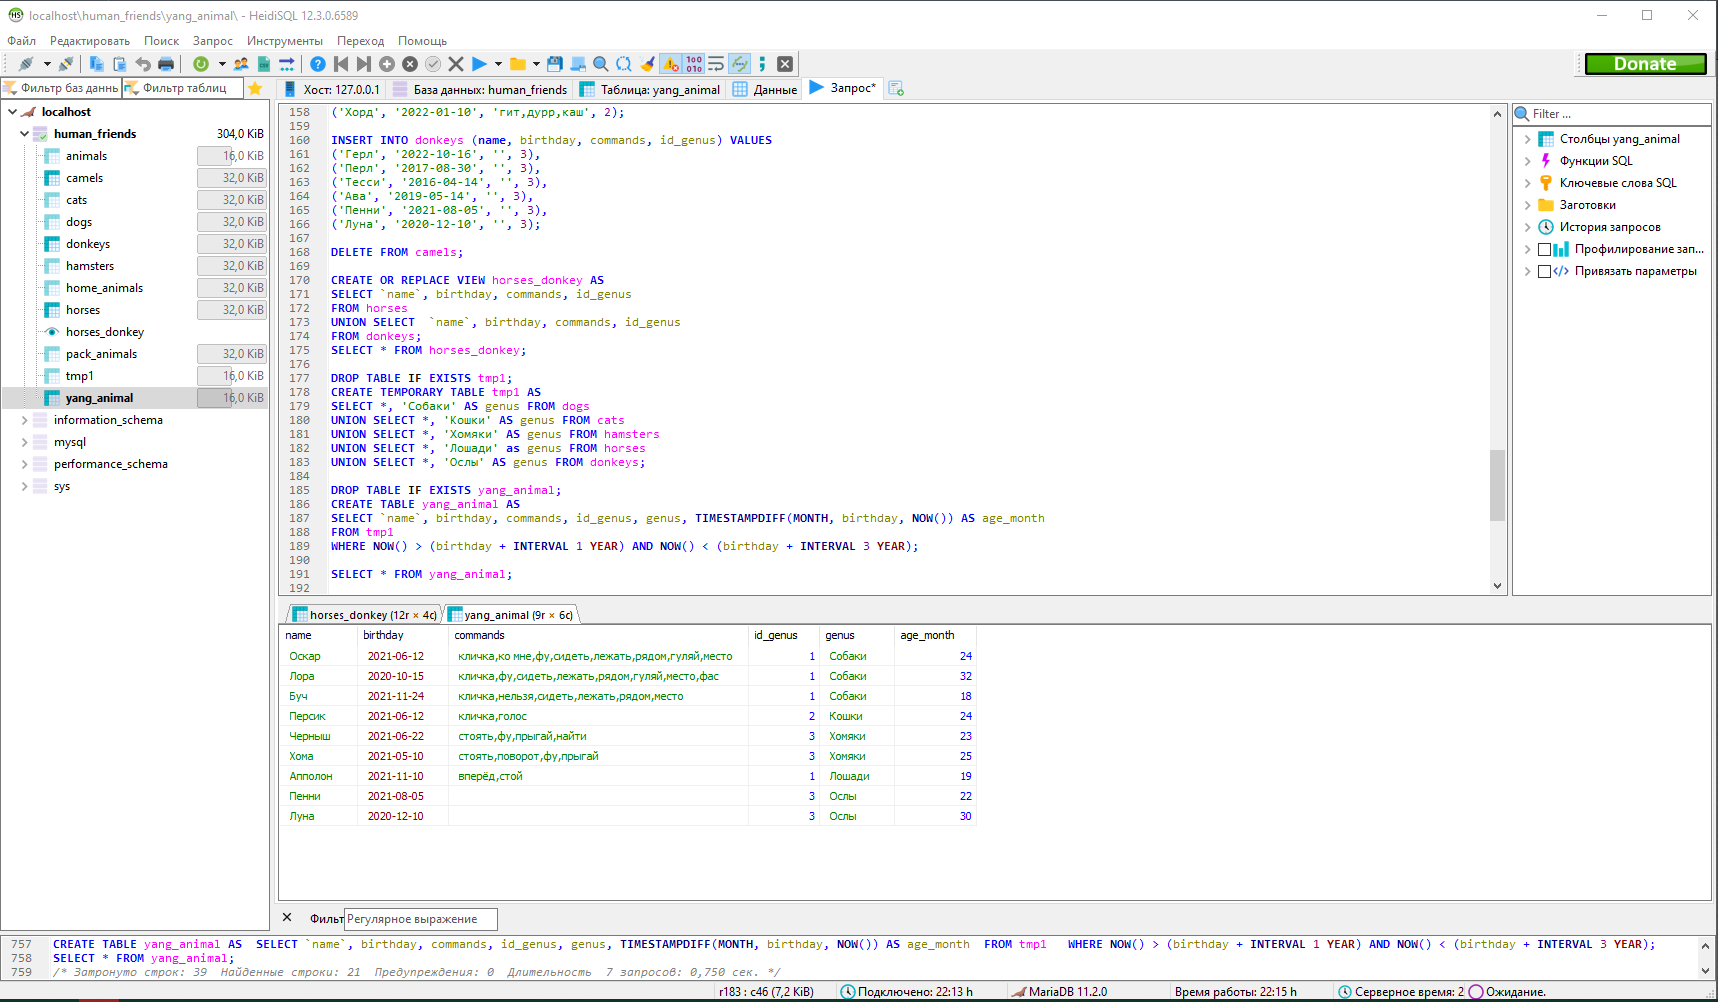 localhost\human_friends\yang_animal\ - HeidiSQL 12.3.0.6589
Файл Редактировать Поиск Запрос Инструменты Переход Помощь
Donate
Фильтр баз даннь Фильтр таблиц
Хост: 127.0.0.1 База данных: human_friends Таблица: yang_animal Данные Запрос*
localhost
human_friends 304,0 KiB
animals 16,0 KiB
camels 32,0 KiB
cats 32,0 KiB
dogs 32,0 KiB
donkeys 32,0 KiB
hamsters 32,0 KiB
home_animals 32,0 KiB
horses 32,0 KiB
horses_donkey
pack_animals 32,0 KiB
tmp1 16,0 KiB
yang_animal 16,0 KiB
information_schema
mysql
performance_schema
sys
158 ('Хорд', '2022-01-10', 'гит,дурр,каш', 2);
159
160 INSERT INTO donkeys (name, birthday, commands, id_genus) VALUES
161 ('Герл', '2022-10-16', '', 3),
162 ('Перл', '2017-08-30', '', 3),
163 ('Тесси', '2016-04-14', '', 3),
164 ('Ава', '2019-05-14', '', 3),
165 ('Пенни', '2021-08-05', '', 3),
166 ('Луна', '2020-12-10', '', 3);
167
168 DELETE FROM camels;
169
170 CREATE OR REPLACE VIEW horses_donkey AS
171 SELECT `name`, birthday, commands, id_genus
172 FROM horses
173 UNION SELECT  `name`, birthday, commands, id_genus
174 FROM donkeys;
175 SELECT * FROM horses_donkey;
176
177 DROP TABLE IF EXISTS tmp1;
178 CREATE TEMPORARY TABLE tmp1 AS
179 SELECT *, 'Собаки' AS genus FROM dogs
180 UNION SELECT *, 'Кошки' AS genus FROM cats
181 UNION SELECT *, 'Хомяки' AS genus FROM hamsters
182 UNION SELECT *, 'Лошади' as genus FROM horses
183 UNION SELECT *, 'Ослы' AS genus FROM donkeys;
184
185 DROP TABLE IF EXISTS yang_animal;
186 CREATE TABLE yang_animal AS
187 SELECT `name`, birthday, commands, id_genus, genus, TIMESTAMPDIFF(MONTH, birthday, NOW()) AS age_month
188 FROM tmp1
189 WHERE NOW() > (birthday + INTERVAL 1 YEAR) AND NOW() < (birthday + INTERVAL 3 YEAR);
190
191 SELECT * FROM yang_animal;
192
Filter ...
Столбцы yang_animal
Функции SQL
Ключевые слова SQL
Заготовки
История запросов
Профилирование зап...
Привязать параметры
horses_donkey (12r × 4c) yang_animal (9r × 6c)
name birthday commands id_genus genus age_month
Оскар 2021-06-12 кличка,ко мне,фу,сидеть,лежать,рядом,гуляй,место 1 Собаки 24
Лора 2020-10-15 кличка,фу,сидеть,лежать,рядом,гуляй,место,фас 1 Собаки 32
Буч 2021-11-24 кличка,нельзя,сидеть,лежать,рядом,место 1 Собаки 18
Персик 2021-06-12 кличка,голос 2 Кошки 24
Черныш 2021-06-22 стоять,фу,прыгай,найти 3 Хомяки 23
Хома 2021-05-10 стоять,поворот,фу,прыгай 3 Хомяки 25
Апполон 2021-11-10 вперёд,стой 1 Лошади 19
Пенни 2021-08-05 3 Ослы 22
Луна 2020-12-10 3 Ослы 30
Фильт Регулярное выражение
757 CREATE TABLE yang_animal AS  SELECT `name`, birthday, commands, id_genus, genus, TIMESTAMPDIFF(MONTH, birthday, NOW()) AS age_month  FROM tmp1   WHERE NOW() > (birthday + INTERVAL 1 YEAR) AND NOW() < (birthday + INTERVAL 3 YEAR);
758 SELECT * FROM yang_animal;
759 /* Затронуто строк: 39  Найденные строки: 21  Предупреждения: 0  Длительность  7 запросов: 0,750 сек. */
r183 : c46 (7,2 KiB) Подключено: 22:13 h MariaDB 11.2.0 Время работы: 22:15 h Серверное время: 2 Ожидание.